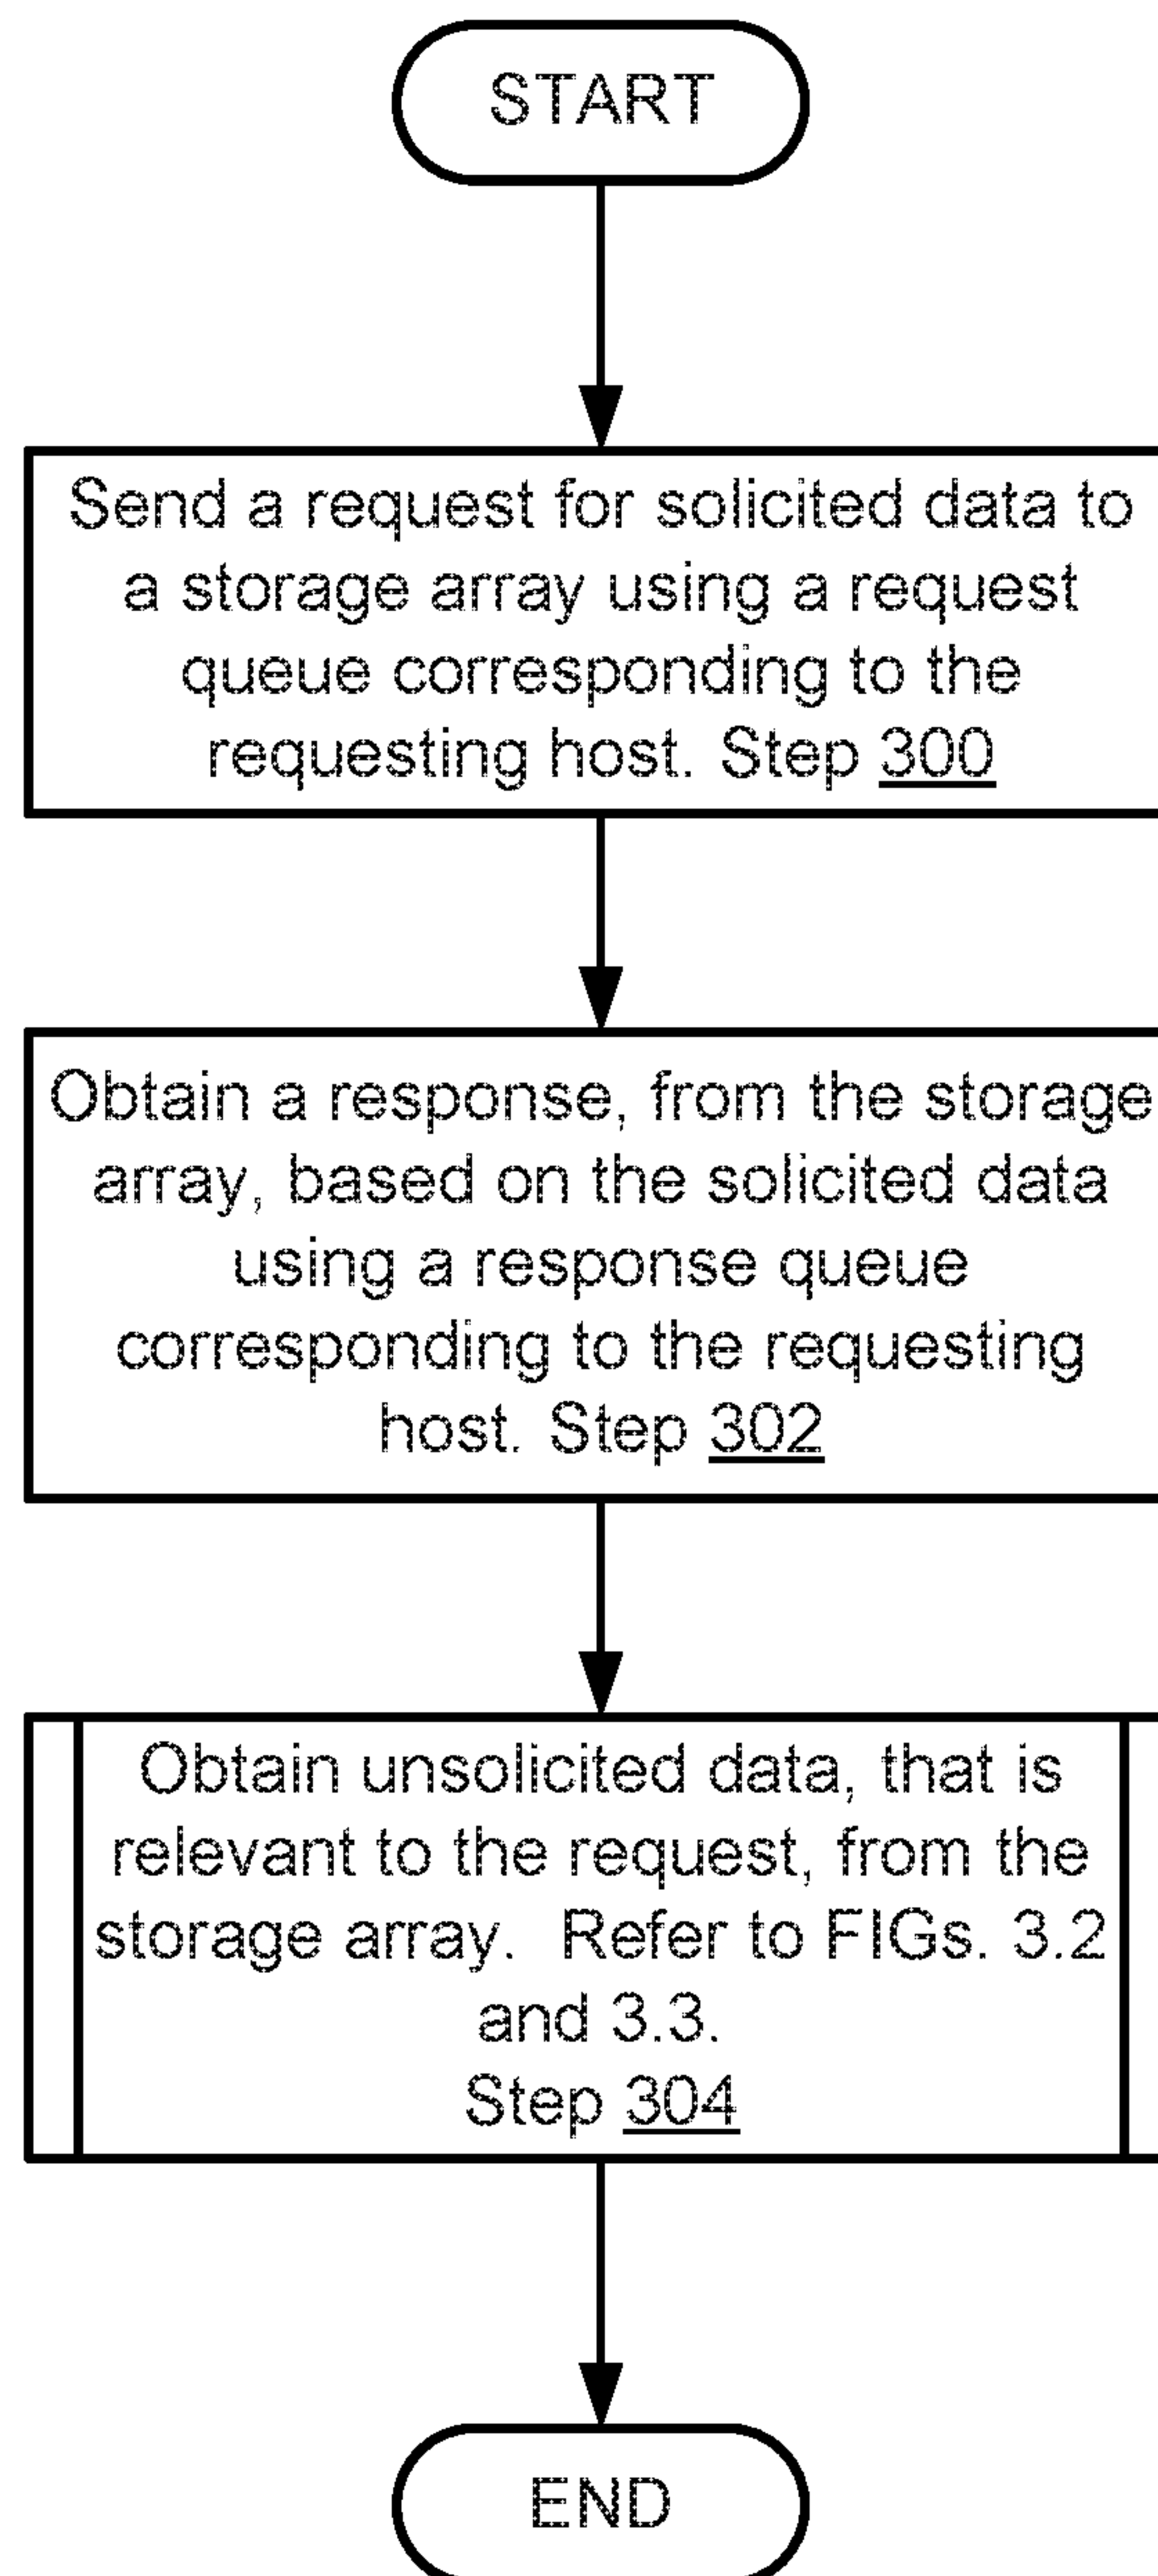 START
Send a request for solicited data to
a storage array using a request
queue corresponding to the
requesting host. Step 300
Obtain a response, from the storage
array, based on the solicited data
using a response queue
corresponding to the requesting
host. Step 302
Obtain unsolicited data, that is
relevant to the request, from the
storage array.  Refer to FIGs. 3.2
and 3.3.
Step 304
END